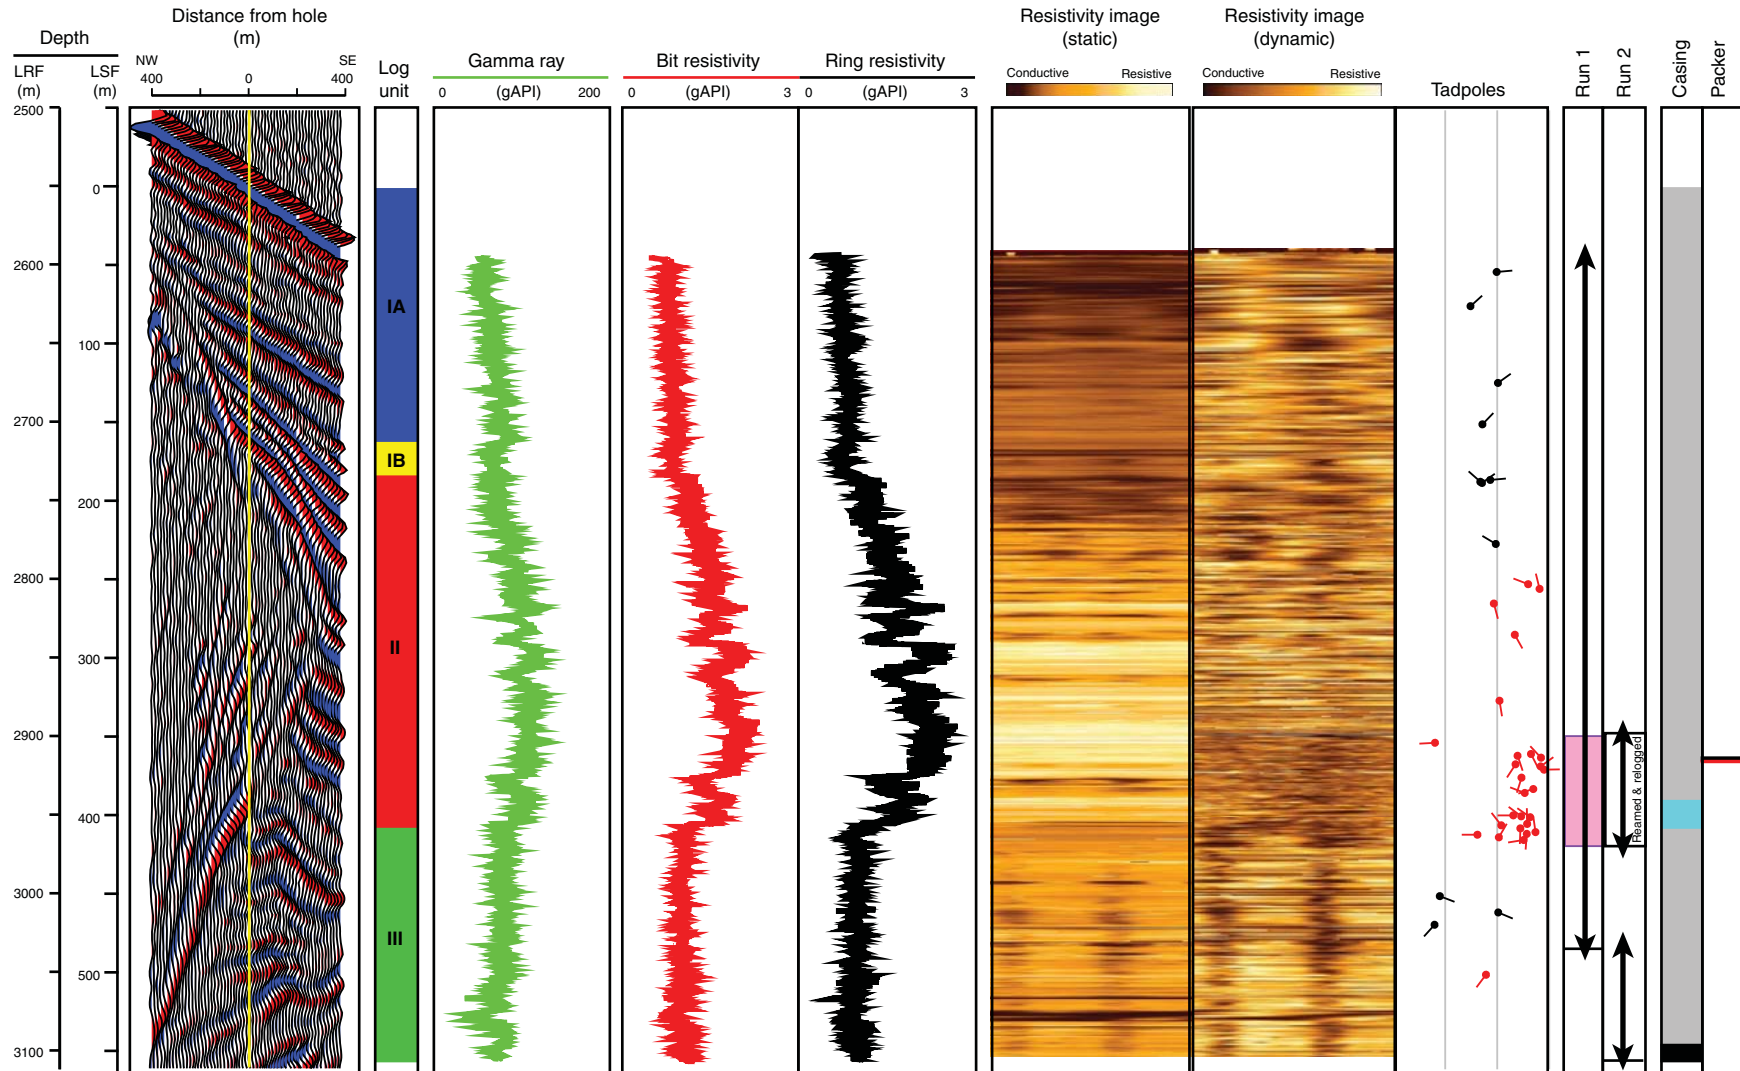 Distance from hole
(m)
Resistivity image
(static)
Resistivity image
(dynamic)
Depth
NW
SE
LRF
(m)
LSF
(m)
400
0
400
Log
unit
Gamma ray
0
(gAPI)
200
Bit resistivity
0
(gAPI)
3
Ring resistivity
0
(gAPI)
3
Conductive
Resistive
Conductive
Resistive
Tadpoles
Run 1
Run 2
Casing
Packer
2500
2600
2700
2800
2900
3000
3100
0
100
200
300
400
500
IA
IB
II
III
Reamed & relogged